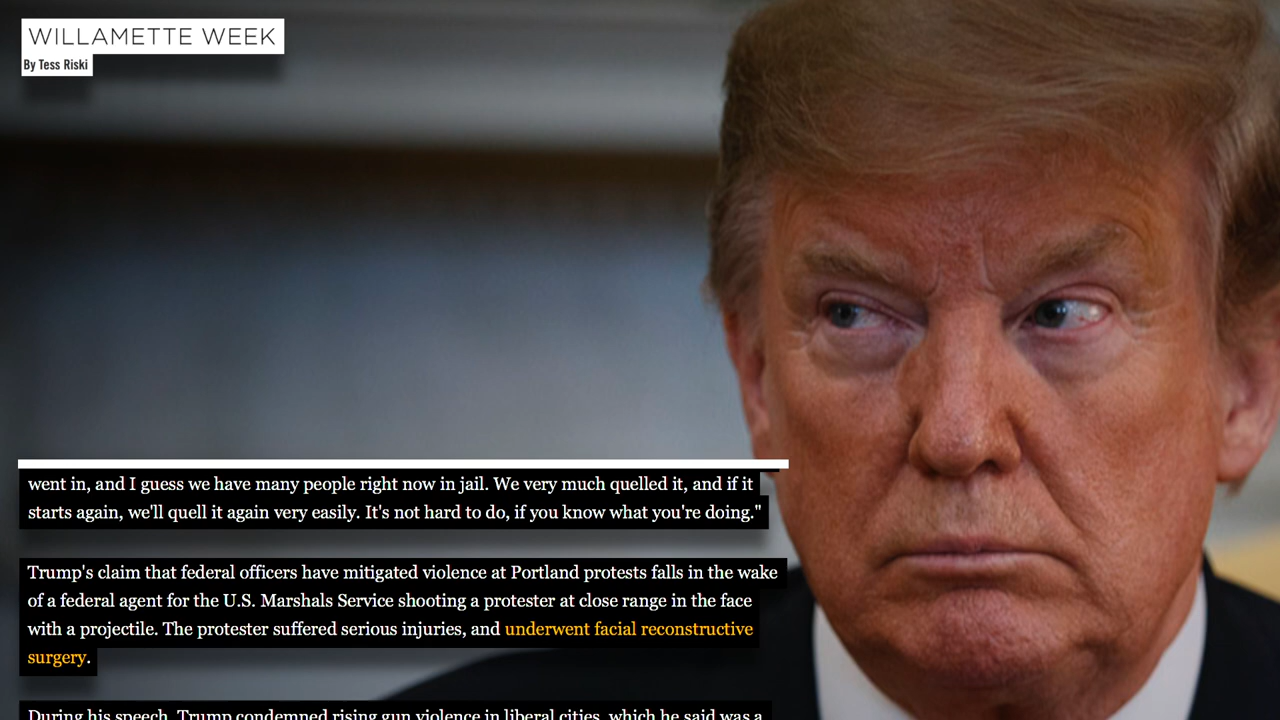 WILLAMETTE WEEK
By Tess Riski
went in, and I guess we have many people right now in jail. We very much quelled it, and if it
starts again, we'll quell it again very easily. It's not hard to do, if you know what you're doing."
Trump's claim that federal officers have mitigated violence at Portland protests falls in the wake
of a federal agent for the U.S. Marshals Service shooting a protester at close range in the face
with a projectile. The protester suffered serious injuries, and underwent facial reconstructive
surgery.
During his speech, Trump condemned rising gun violence in liberal cities, which he said was a